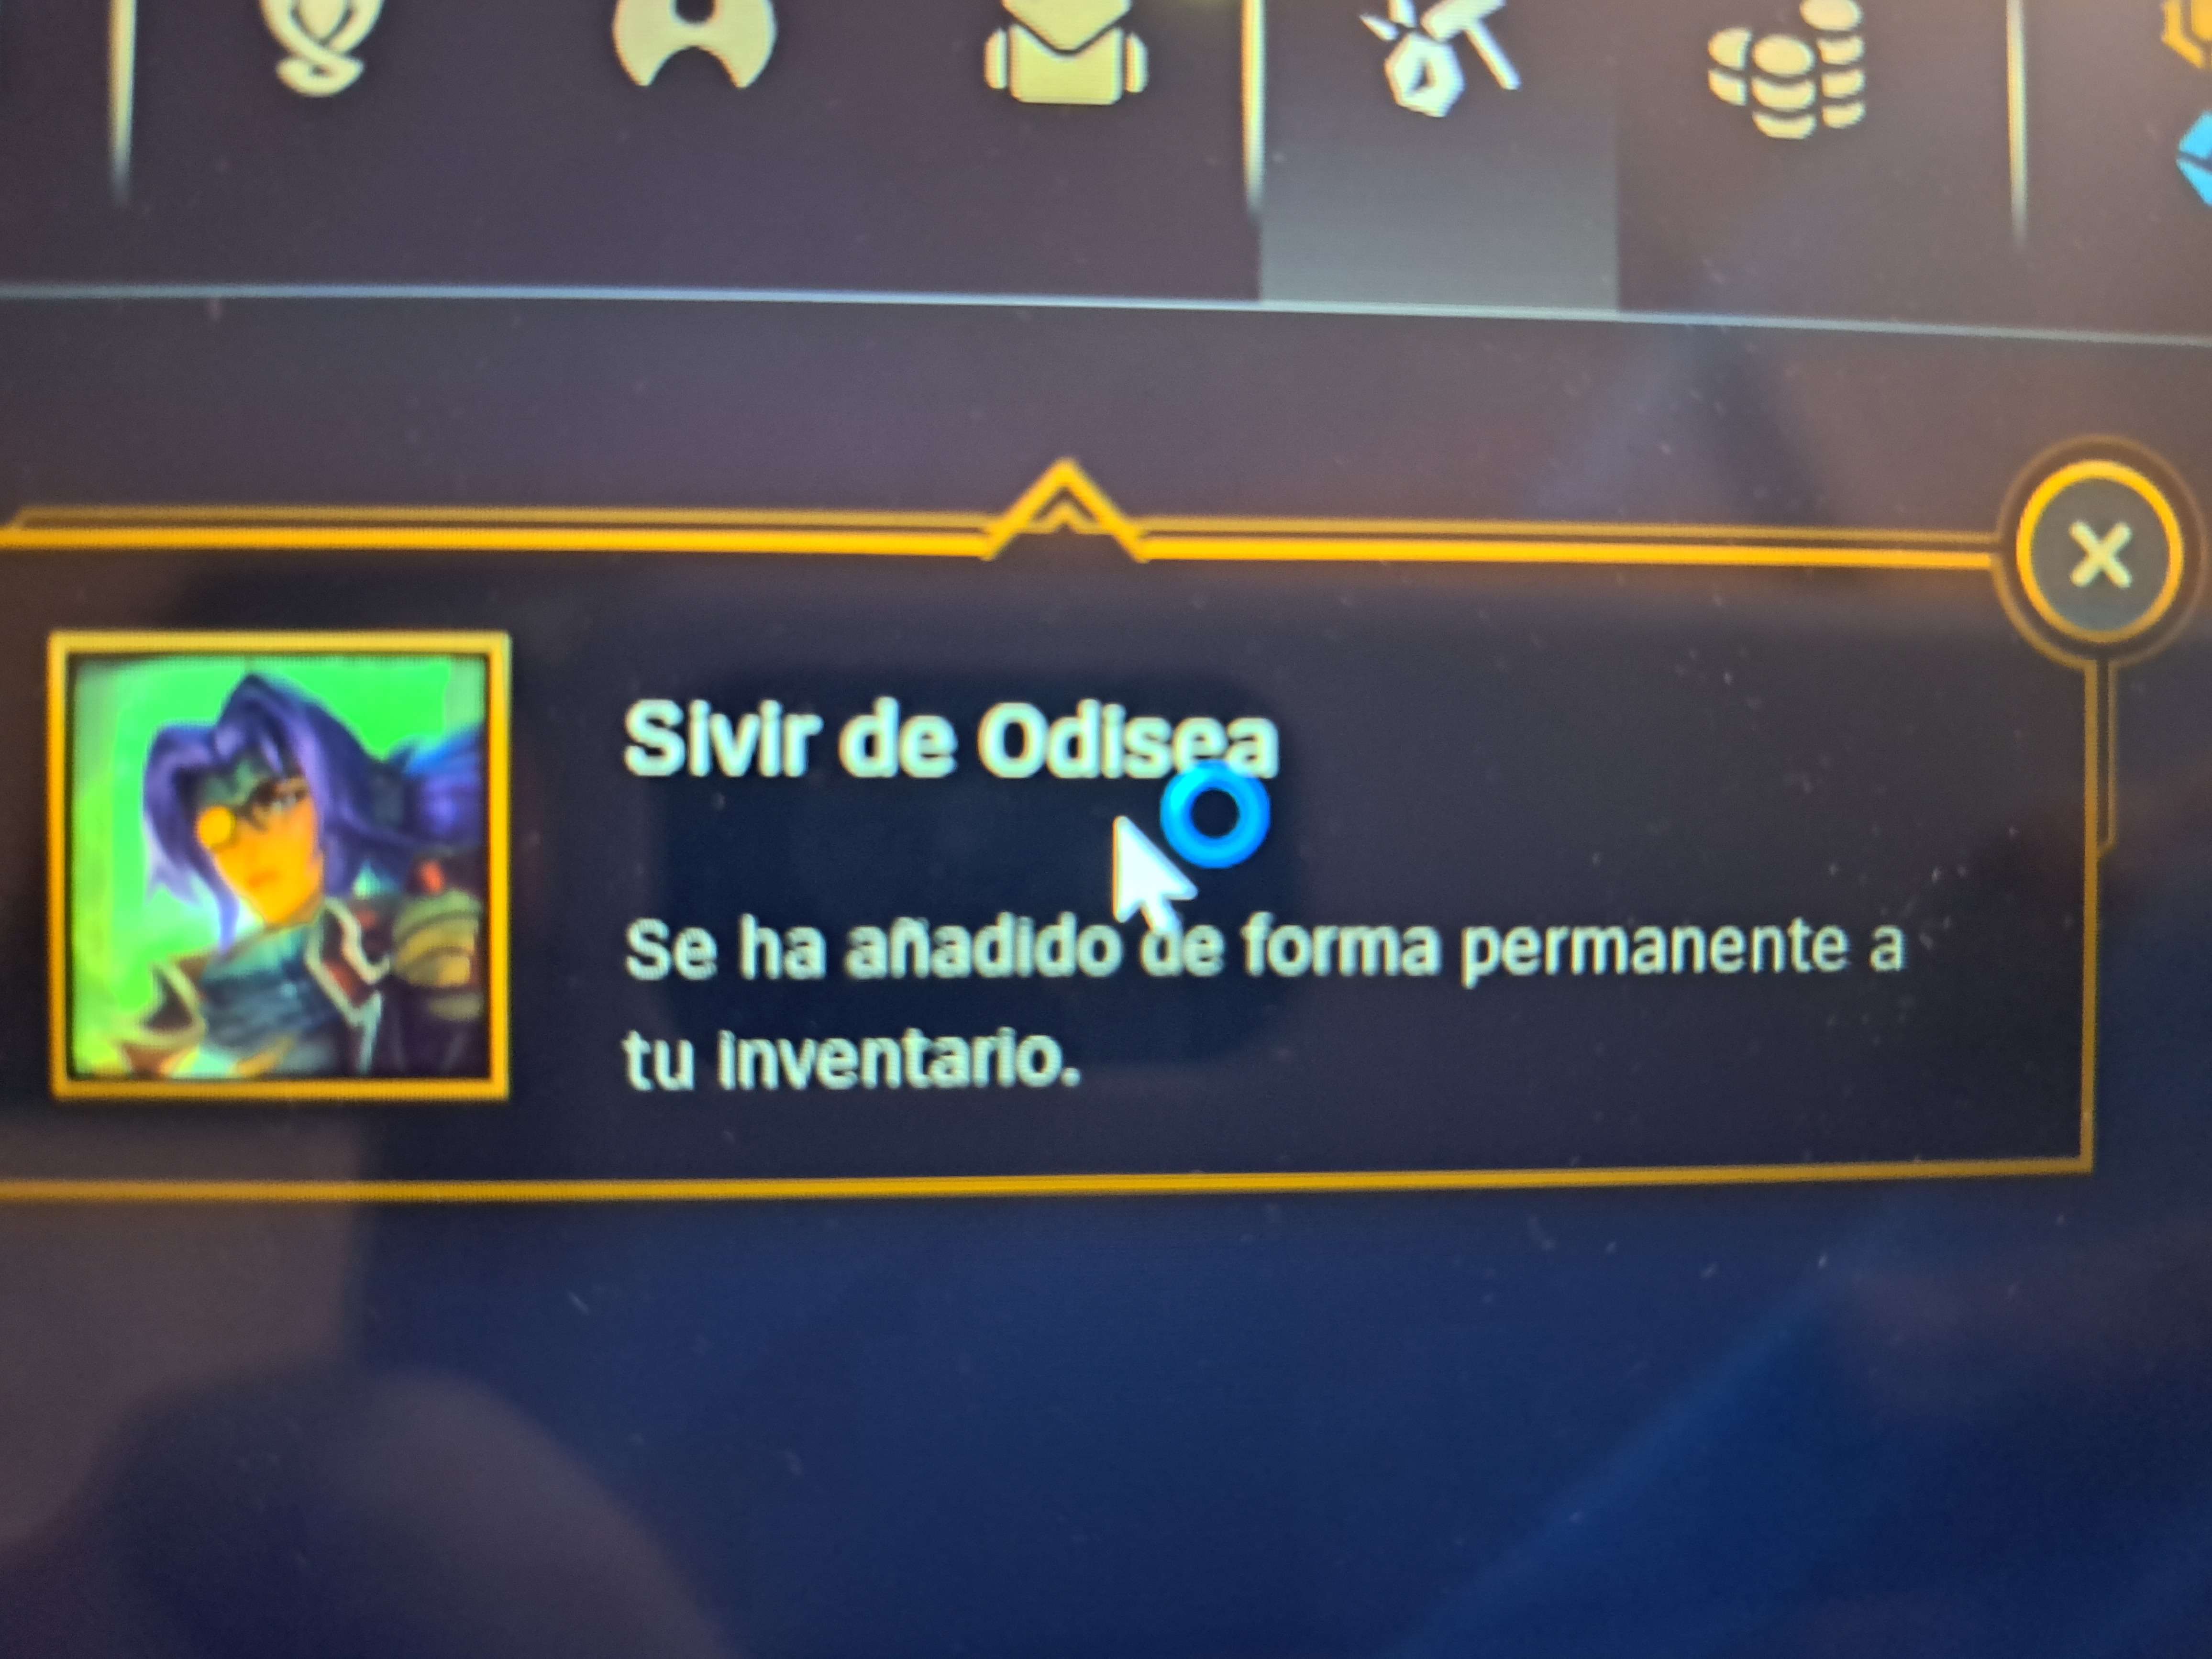 Sivir de Odisea
Se ha añadido de forma permanente a
tu inventario.